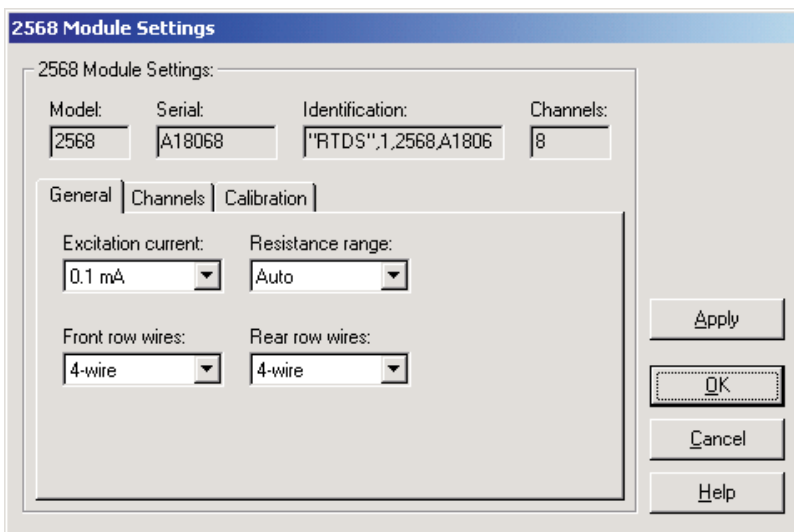 2568 Module Settings
2568 Module Settings:
Model: Serial: Identification: Channels:
2568 A18068 "RTDS",1,2568,A1806 8
General Channels Calibration
Excitation current: Resistance range:
0.1 mA Auto
Front row wires: Rear row wires:
4-wire 4-wire
Apply
OK
Cancel
Help